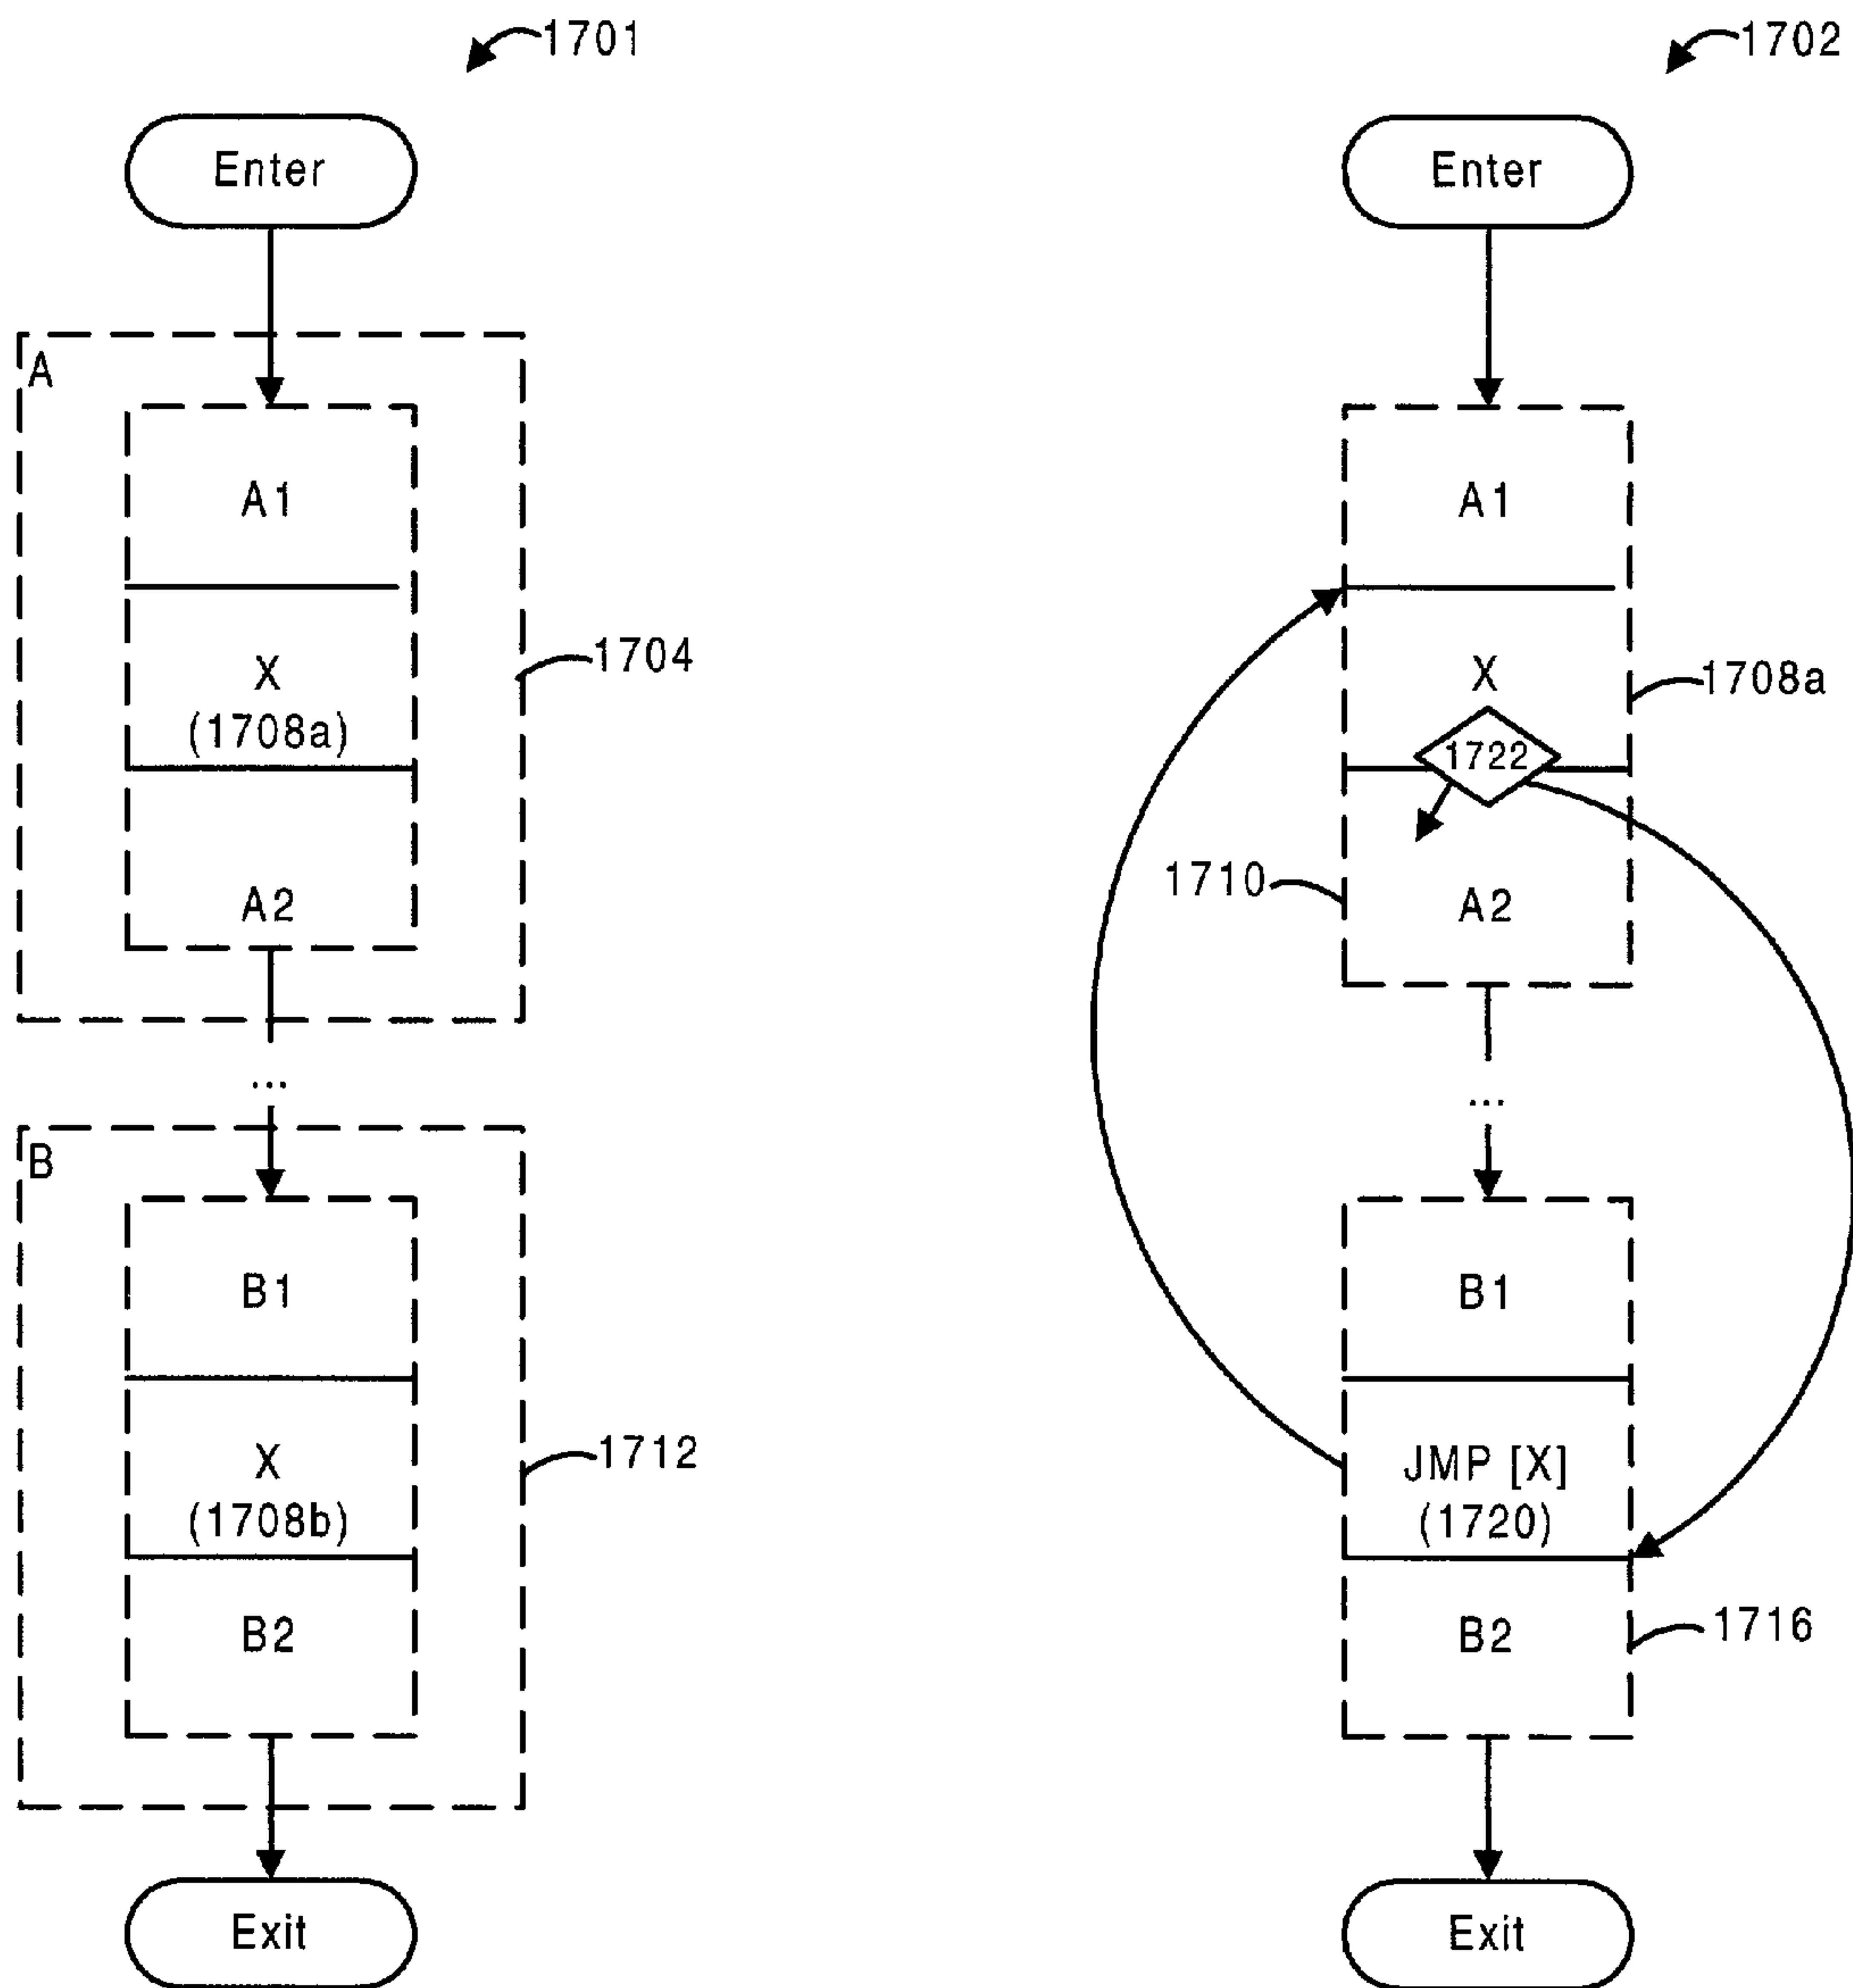 1701
Enter
A
A1
X
(1708a)
A2
1704
...
B
B1
X
(1708b)
B2
1712
Exit
1702
Enter
A1
X
1708a
1722
1710
A2
...
B1
JMP [X]
(1720)
B2
1716
Exit